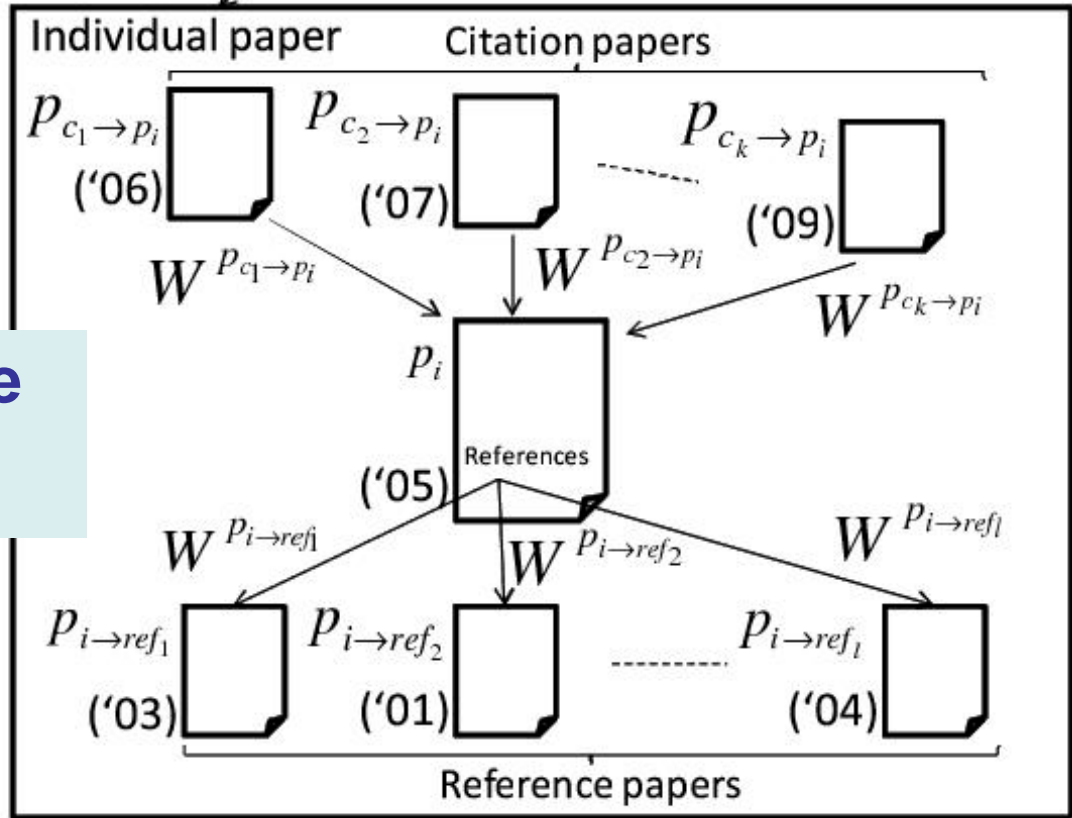 Individual paper
Citation papers
p_{c_1→p_i}
('06)
p_{c_2→p_i}
('07)
p_{c_k→p_i}
('09)
W^{p_{c_1→p_i}}
W^{p_{c_2→p_i}}
W^{p_{c_k→p_i}}
p_i
References
('05)
W^{p_{i→ref_1}}
W^{p_{i→ref_2}}
W^{p_{i→ref_l}}
p_{i→ref_1}
('03)
p_{i→ref_2}
('01)
p_{i→ref_l}
('04)
Reference papers